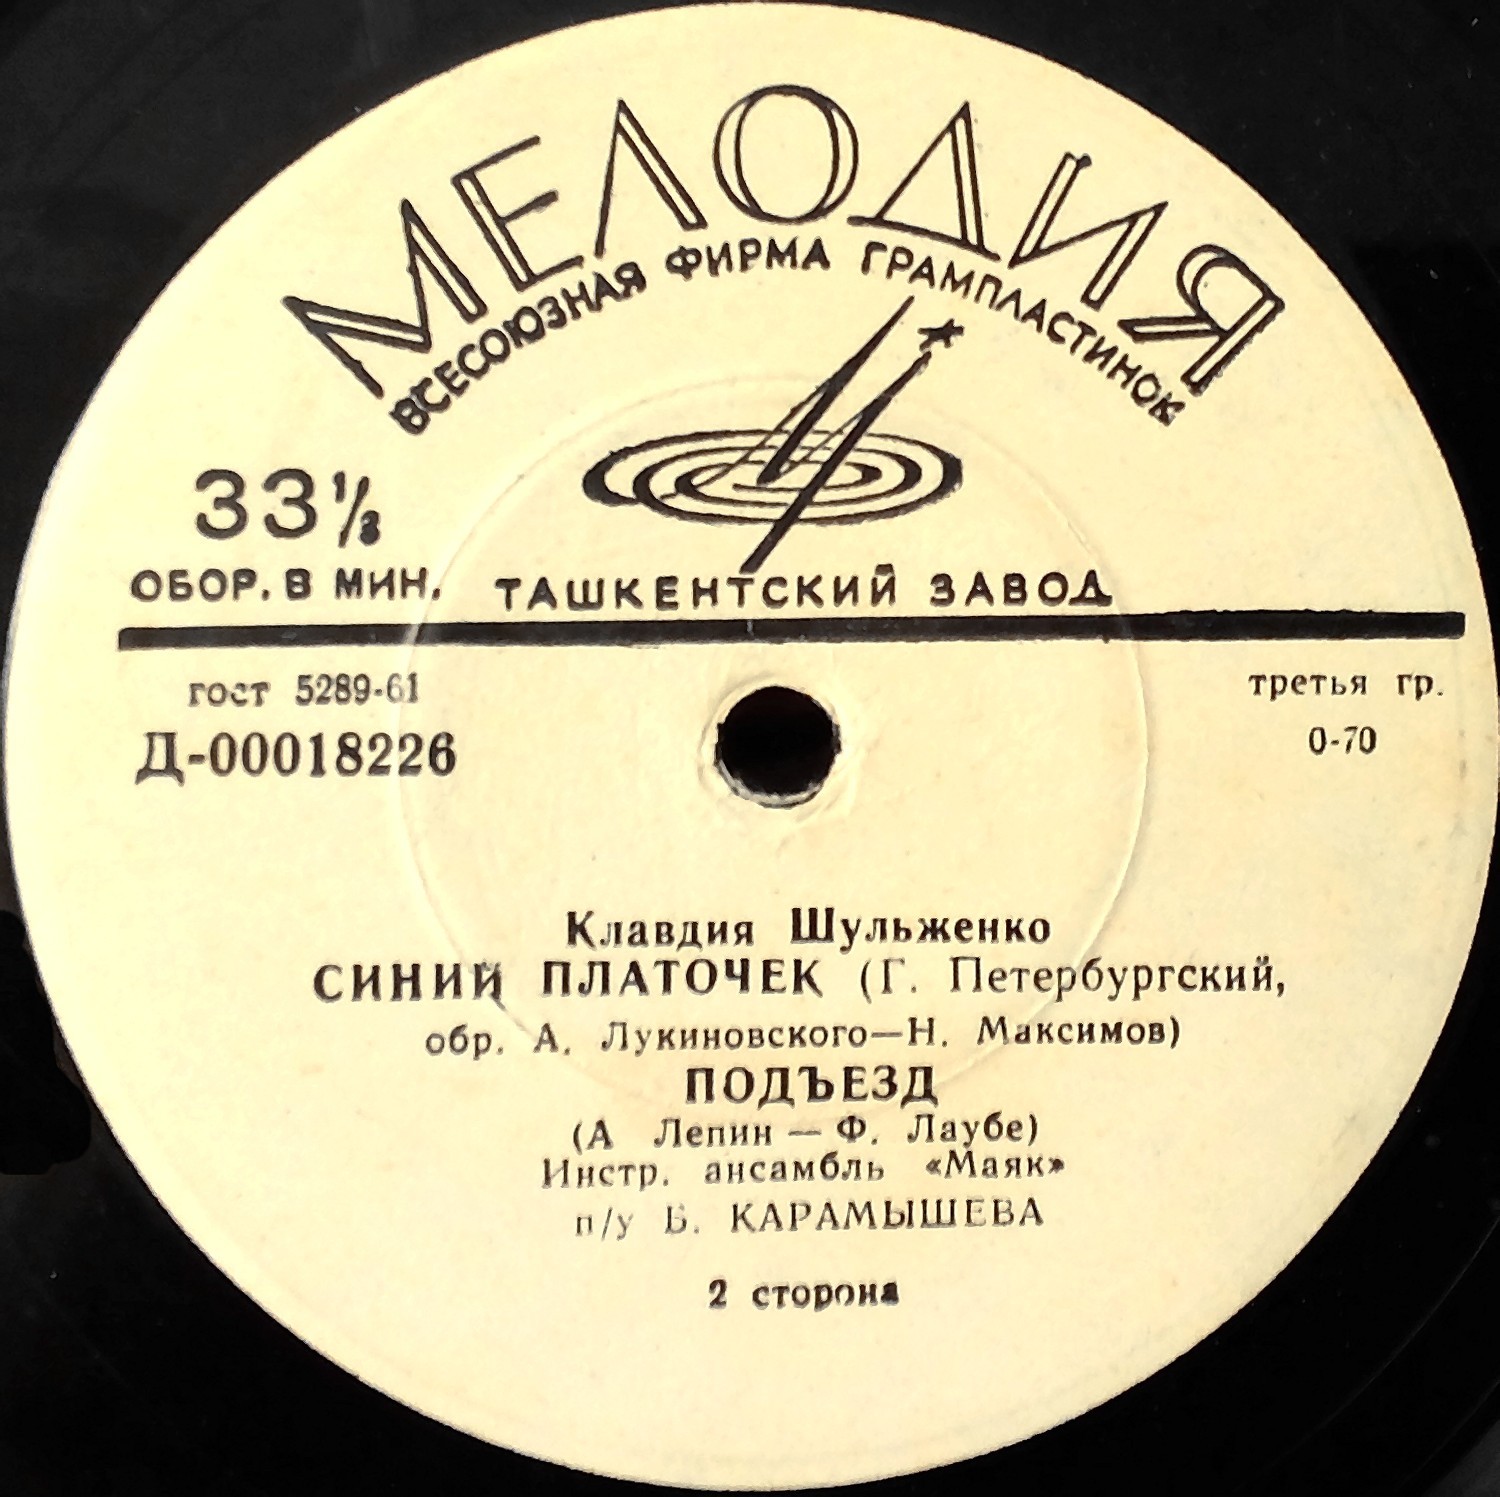 МЕЛОДИЯ
ВСЕСОЮЗНАЯ ФИРМА ГРАМПЛАСТИНОК
33⅓
ОБОР. В МИН.
ТАШКЕНТСКИЙ ЗАВОД
гост 5289-61
Д-00018226
третья гр.
0-70
Клавдия Шульженко
СИНИЙ ПЛАТОЧЕК (Г. Петербургский,
обр. А. Лукиновского—Н. Максимов)
ПОДЪЕЗД
(А Лепин — Ф. Лаубе)
Инстр. ансамбль «Маяк»
п/у Б. КАРАМЫШЕВА
2 сторона